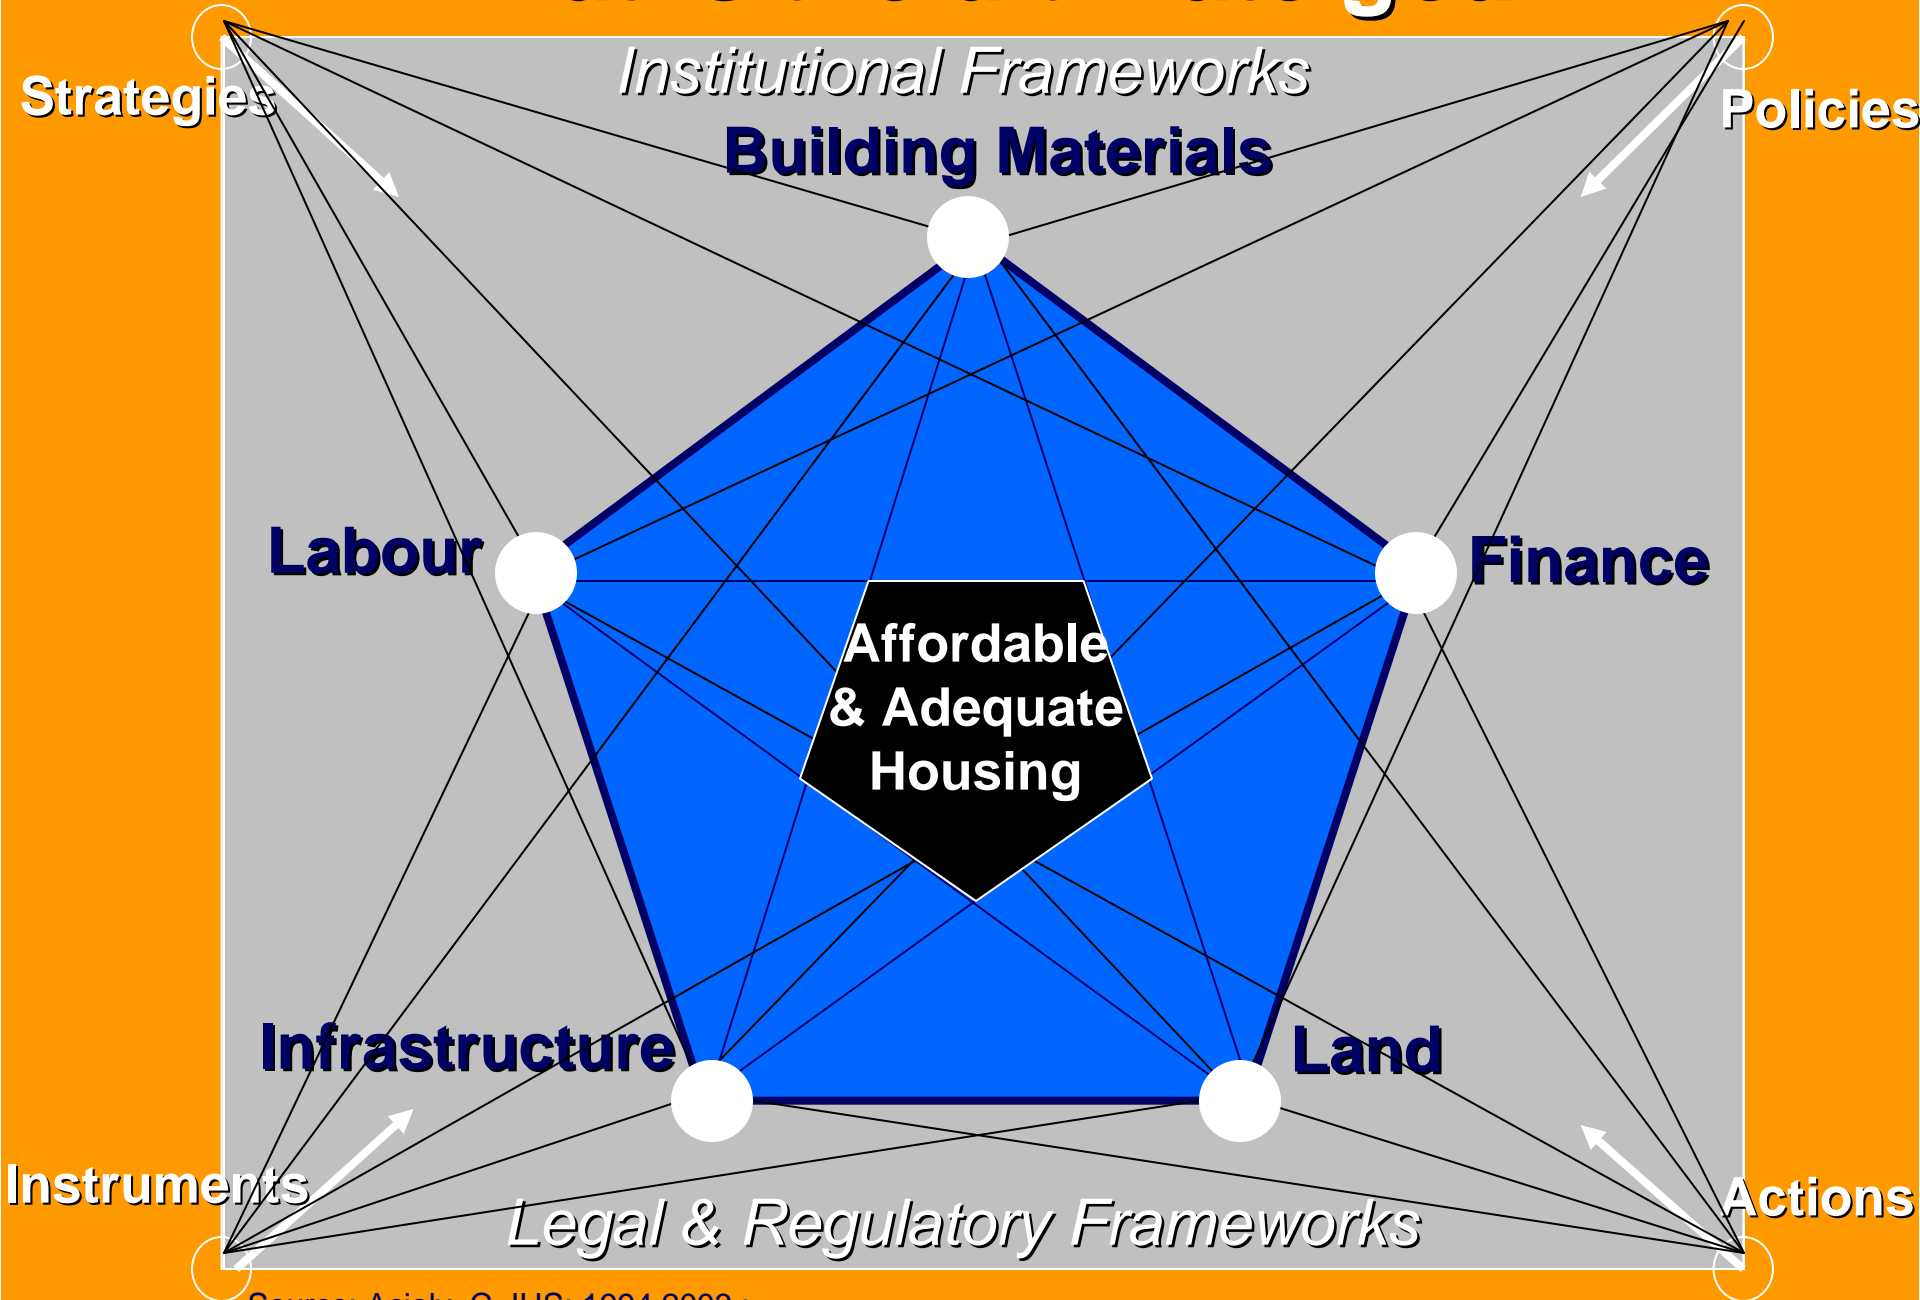 Institutional Frameworks
Strategies
Policies
Building Materials
Labour
Finance
Affordable
& Adequate
Housing
Infrastructure
Land
Instruments
Actions
Legal & Regulatory Frameworks